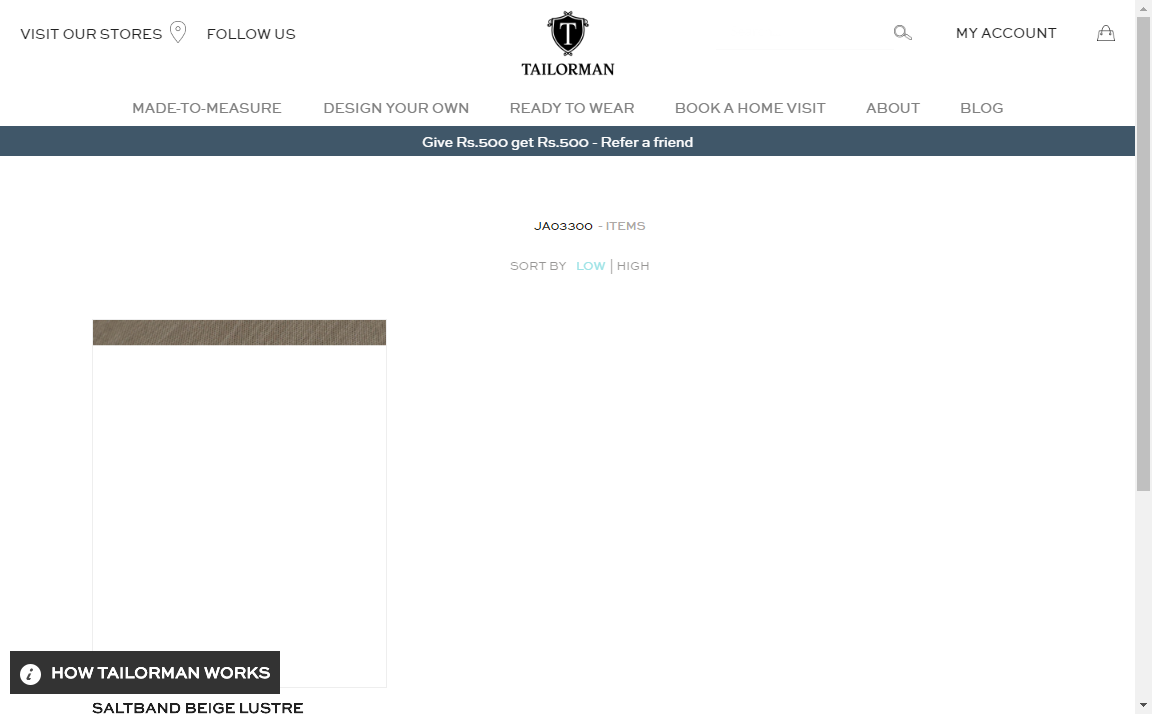 VISIT OUR STORES FOLLOW US
T
TAILORMAN
MY ACCOUNT
MADE-TO-MEASURE DESIGN YOUR OWN READY TO WEAR BOOK A HOME VISIT ABOUT BLOG
Give Rs.500 get Rs.500 - Refer a friend
JA03300 - ITEMS
SORT BY LOW | HIGH
i HOW TAILORMAN WORKS
SALTBAND BEIGE LUSTRE